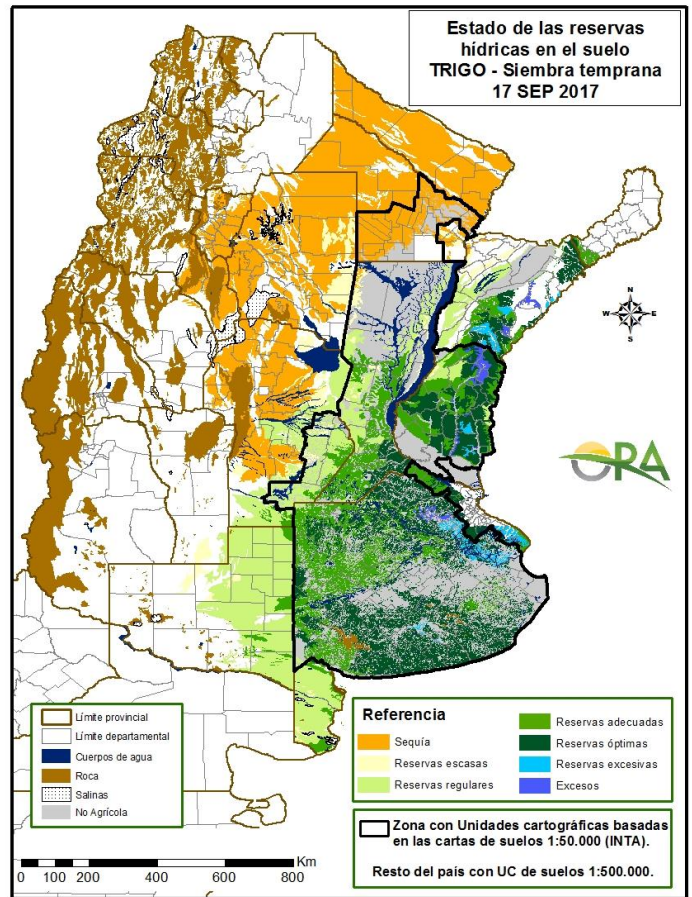 Estado de las reservas
hídricas en el suelo
TRIGO - Siembra temprana
17 SEP 2017
N
W
E
S
ORA
Límite provincial
Límite departamental
Cuerpos de agua
Roca
Salinas
No Agrícola
Referencia
Sequía
Reservas escasas
Reservas regulares
Reservas adecuadas
Reservas óptimas
Reservas excesivas
Excesos
Zona con Unidades cartográficas basadas
en las cartas de suelos 1:50.000 (INTA).
Resto del país con UC de suelos 1:500.000.
Km
0 100 200 400 600 800